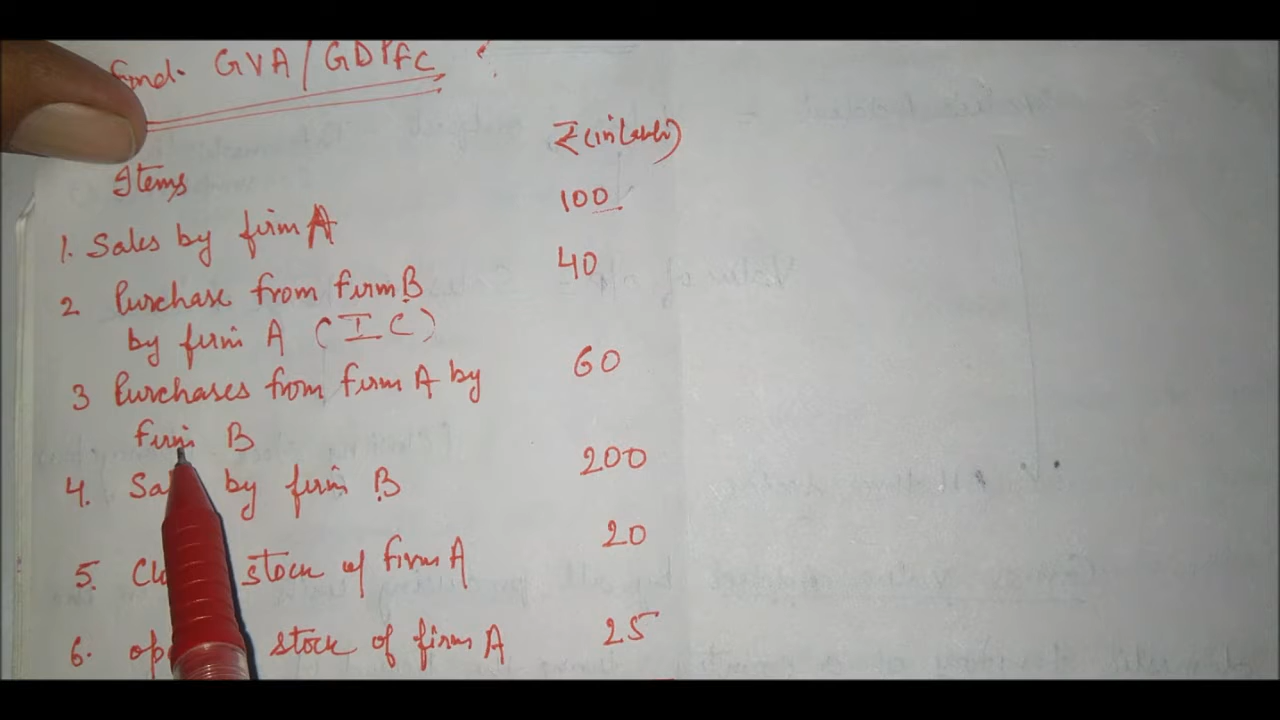 Find. GVA/GDPFC ?
₹ (in lakh)
Items
1. Sales by firm A 100
2 Purchase from firm B 40
by firm A (IC)
3 Purchases from firm A by 60
firm B
4. by firm B 200
5. stock of firm A 20
6. stock of firm A 25